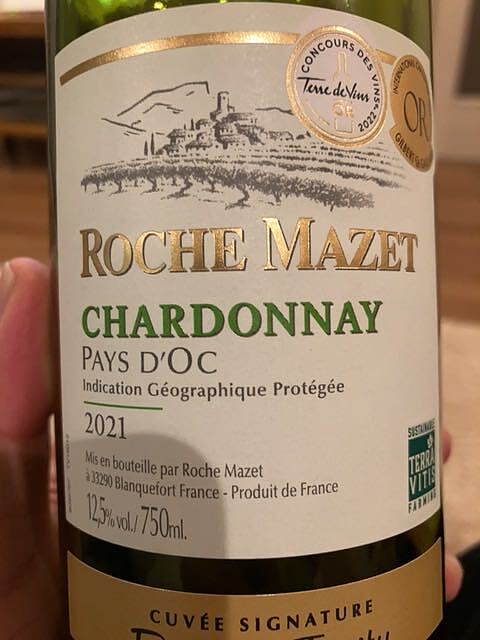 CONCOURS DES VINS
Terre de Vins
OR
2022
INTERNATIONAL
OR
GILBERT &
ROCHE MAZET
CHARDONNAY
PAYS D'OC
Indication Géographique Protégée
2021
Mis en bouteille par Roche Mazet
à 33290 Blanquefort France - Produit de France
12,5% vol./ 750ml.
SUSTAINABLE
TERRA
VITIS
FARMING
CUVÉE SIGNATURE